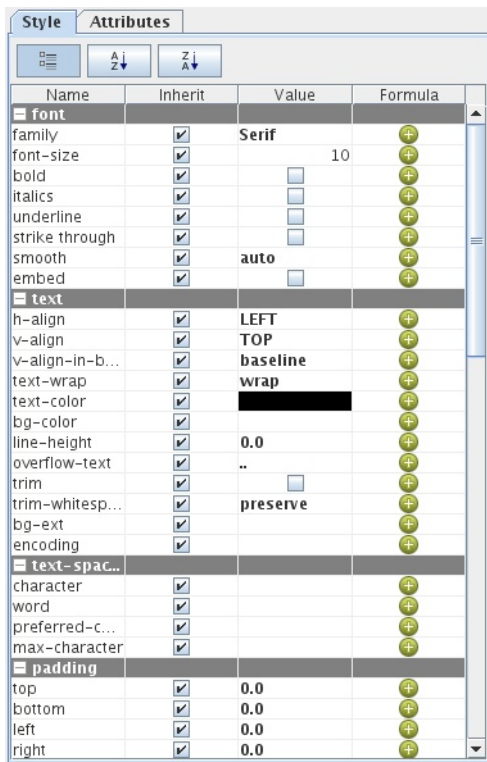 Style Attributes
A Z Z A
Name Inherit Value Formula
font
family Serif
font-size 10
bold
italics
underline
strike through
smooth auto
embed
text
h-align LEFT
v-align TOP
v-align-in-b...
baseline
text-wrap wrap
text-color
bg-color
line-height 0.0
overflow-text ..
trim
trim-whitesp... preserve
bg-ext
encoding
text-spac...
character
word
preferred-c...
max-character
padding
top 0.0
bottom 0.0
left 0.0
right 0.0